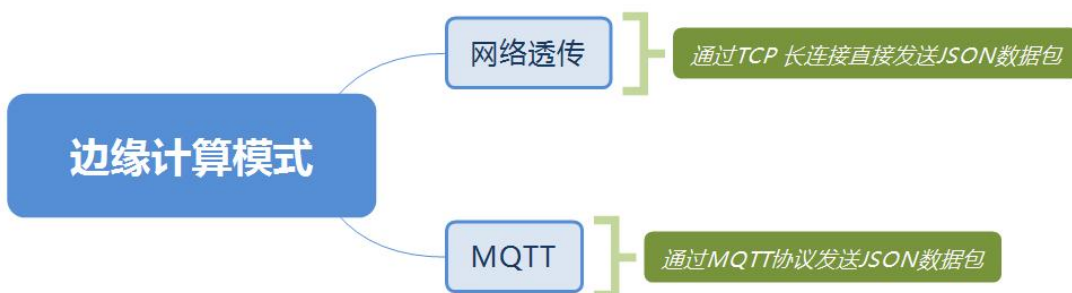 边缘计算模式
网络透传
通过TCP 长连接直接发送JSON数据包
MQTT
通过MQTT协议发送JSON数据包